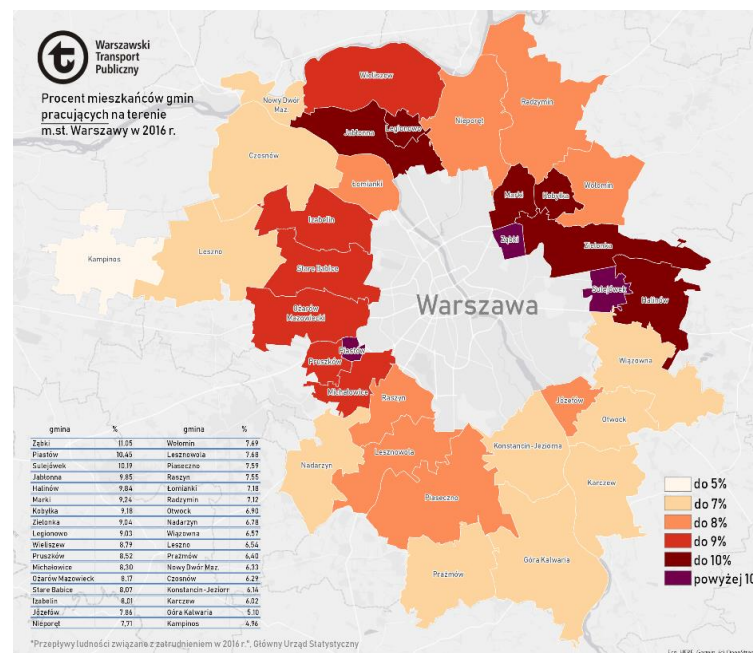 Warszawski
Transport
Publiczny
Procent mieszkańców gmin
pracujących na terenie
m.st. Warszawy w 2016 r.
Wieliszew
Nowy Dwór
Maz.
Jabłonna
Legionowo
Nieporęt
Radzymin
Czosnów
Łomianki
Marki
Kobyłka
Wołomin
Izabelin
Ząbki
Zielonka
Kampinos
Leszno
Stare Babice
Sulejówek
Halinów
Warszawa
Ożarów
Mazowiecki
Piastów
Pruszków
Michałowice
Wiązowna
Raszyn
Józefów
Otwock
Nadarzyn
Lesznowola
Konstancin-Jeziorna
Karczew
Piaseczno
Góra Kalwaria
Prażmów
gmina % gmina %
Ząbki 11.05 Wołomin 7.69
Piastów 10.45 Lesznowola 7.68
Sulejówek 10,19 Piaseczno 7.59
Jabłonna 9.85 Raszyn 7.55
Halinów 9.84 Łomianki 7.18
Marki 9,24 Radzymin 7,12
Kobyłka 9.18 Otwock 6.90
Zielonka 9,04 Nadarzyn 6.78
Legionowo 9,03 Wiązowna 6,57
Wieliszew 8,79 Leszno 6,54
Pruszków 8,52 Prażmów 6,40
Michałowice 8,30 Nowy Dwór Maz. 6.33
Ożarów Mazowieck 8,17 Czosnów 6.29
Stare Babice 8,07 Konstancin-Jeziorr 6,14
Izabelin 8,01 Karczew 6.02
Józefów 7.86 Góra Kalwaria 5,10
Nieporęt 7,71 Kampinos 4.96
do 5%
do 7%
do 8%
do 9%
do 10%
powyżej 10
"Przepływy ludności związane z zatrudnieniem w 2016 r.", Główny Urząd Statystyczny